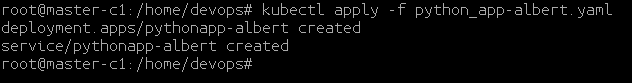 root@master-c1:/home/devops# kubectl apply -f python_app-albert.yaml
deployment.apps/pythonapp-albert created
service/pythonapp-albert created
root@master-c1:/home/devops#